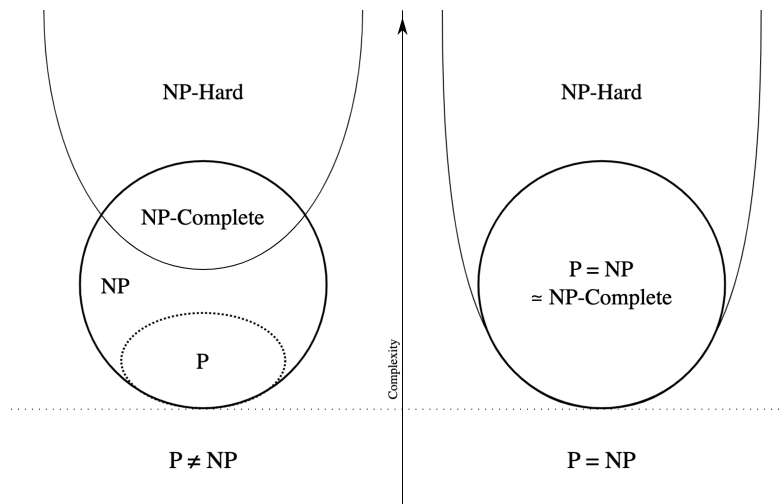 NP-Hard
NP-Complete
NP
P
P ≠ NP
Complexity
NP-Hard
P = NP
≃ NP-Complete
P = NP